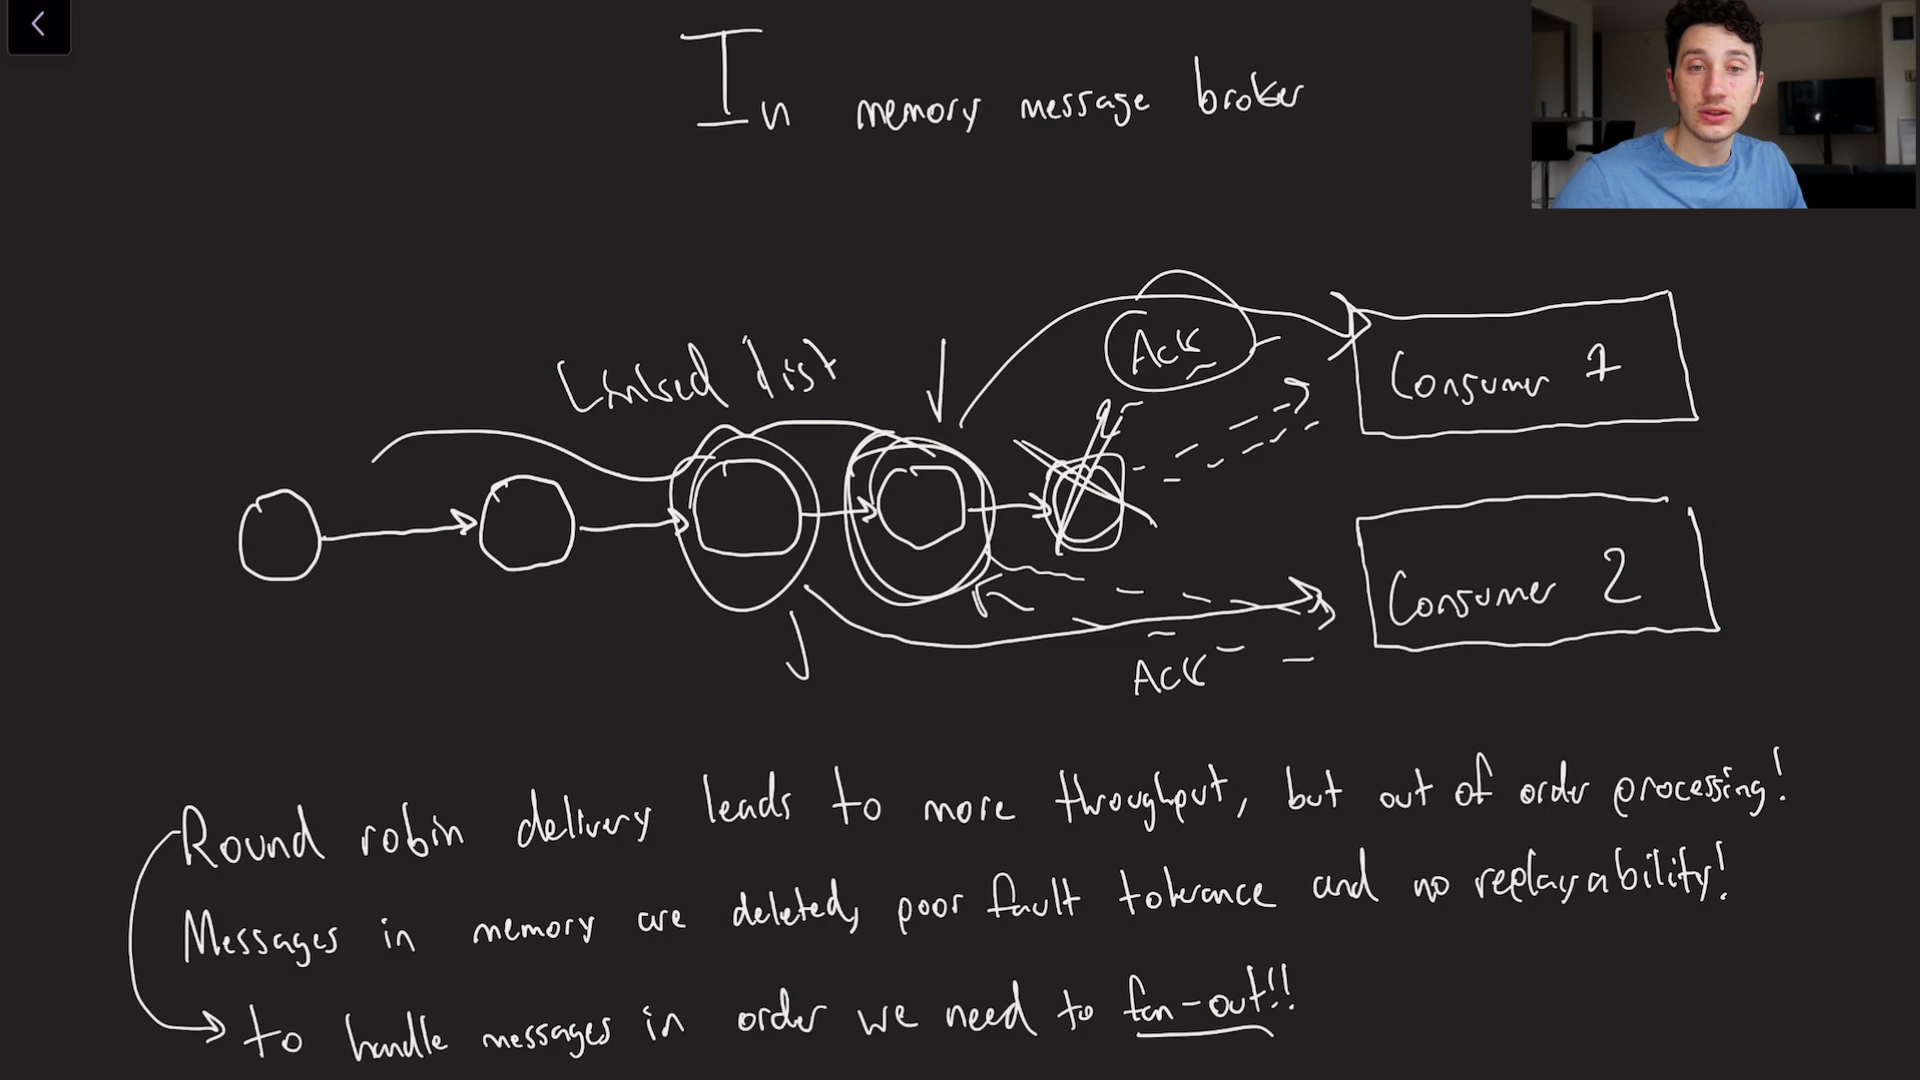 In memory message broker
Ack
Linked list
Consumer 1
Consumer 2
Ack
Round robin delivery leads to more throughput, but out of order processing!
Messages in memory are deleted, poor fault tolerance and no replayability!
to handle messages in order we need to fan-out!!